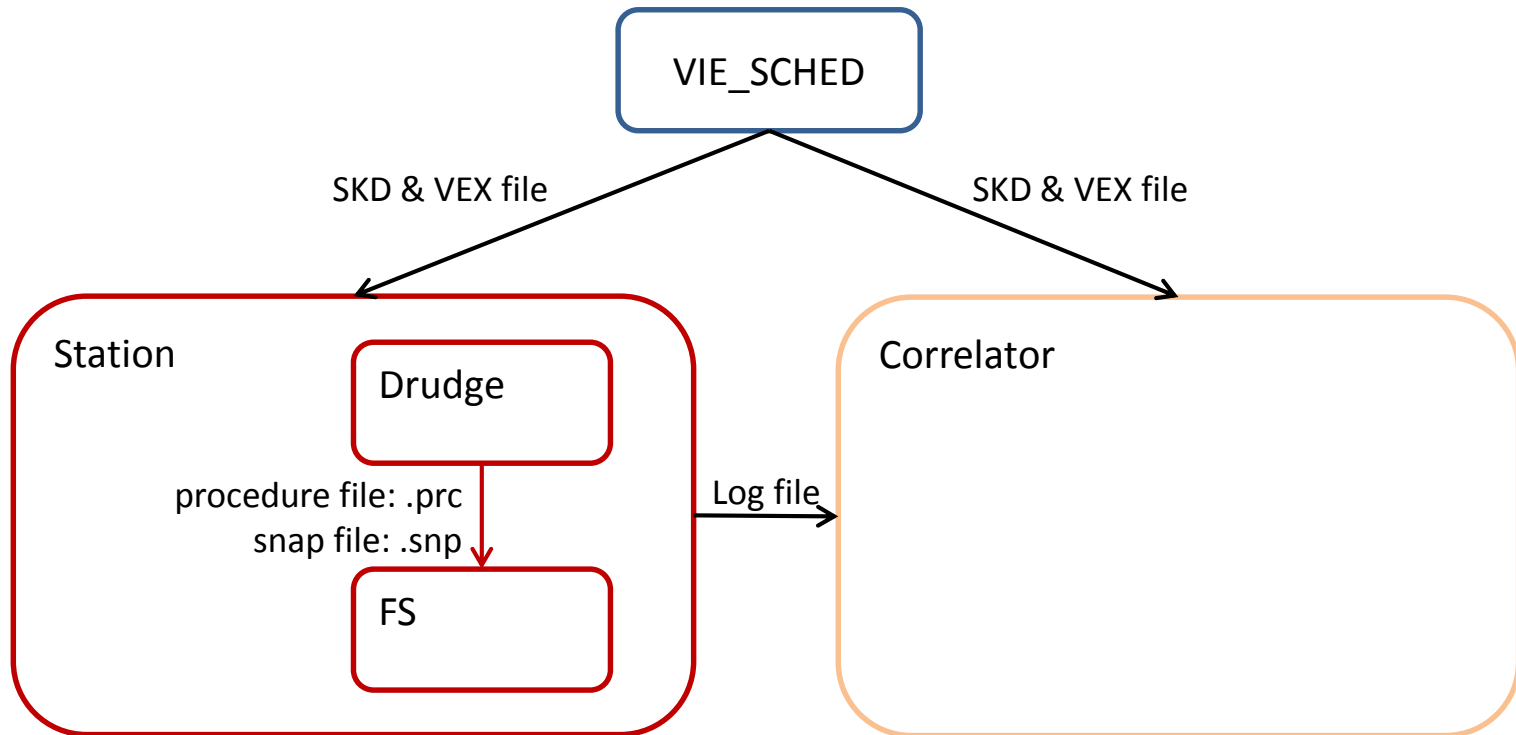 VIE_SCHED
SKD & VEX file
SKD & VEX file
Station
Correlator
Drudge
procedure file: .prc
snap file: .snp
Log file
FS